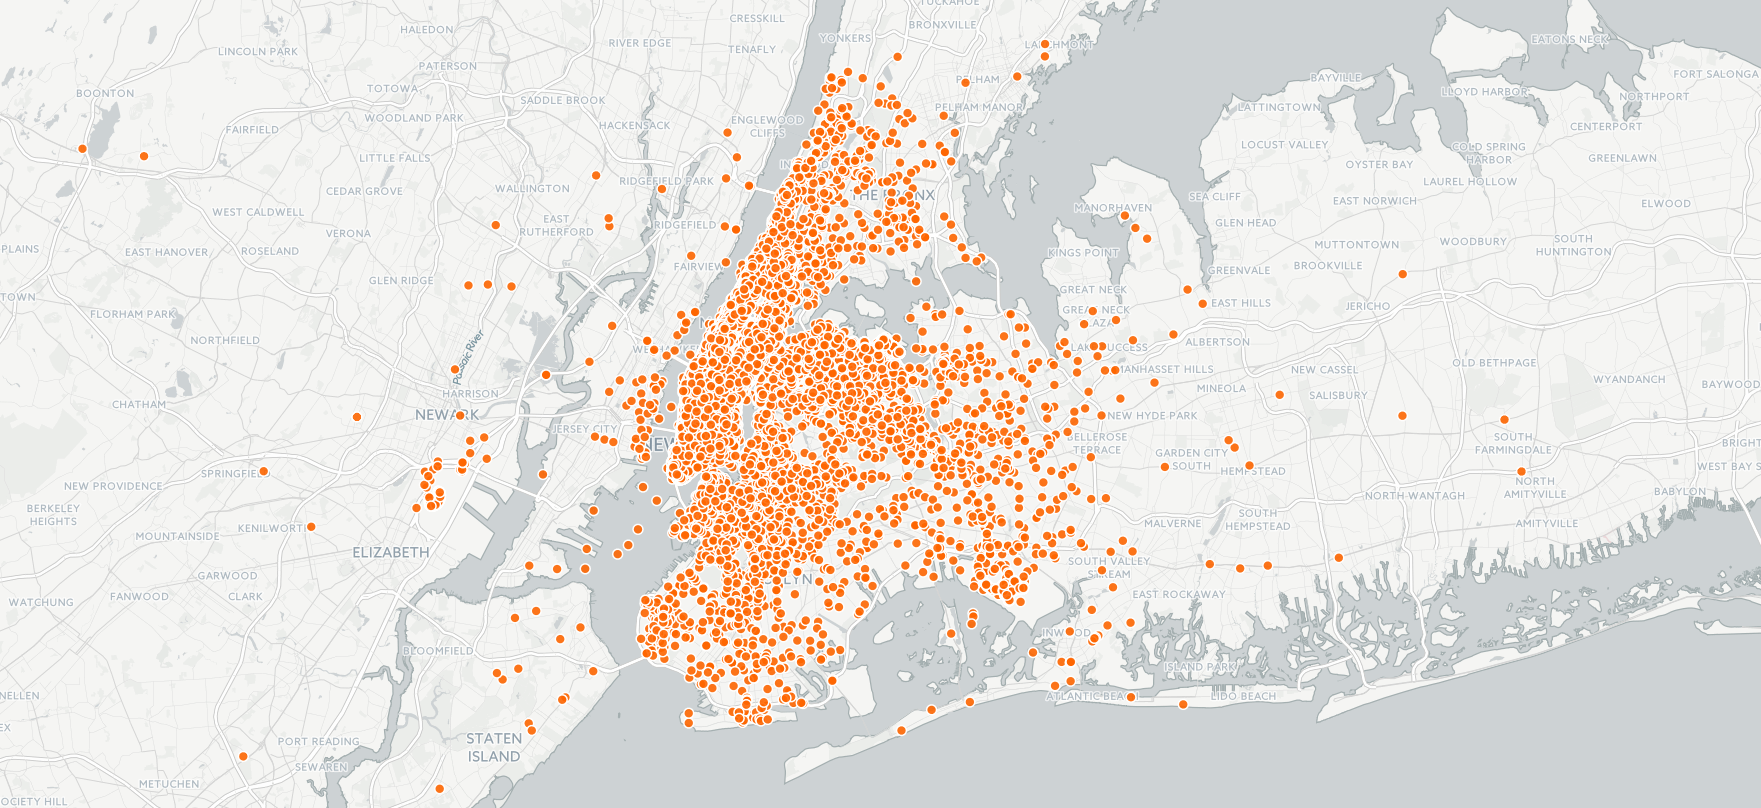 TUCKAHOE
CRESSKILL
BRONXVILLE
HALEDON
YONKERS
EATONS NECK
RIVER EDGE
LINCOLN PARK
TENAFLY
PATERSON
FORT SALONGA
PELHAM
BAYVILLE
BOONTON
TOTOWA
LLOYD HARBOR
NORTHPORT
SADDLE BROOK
PELHAM MANOR
LATTINGTOWN
WOODLAND PARK
ENGLEWOOD
CLIFFS
HACKENSACK
FAIRFIELD
CENTERPORT
LOCUST VALLEY
COLD SPRING
HARBOR
LITTLE FALLS
GREENLAWN
OYSTER BAY
RIDGEFIELD PARK
LAUREL HOLLOW
WALLINGTON
CEDAR GROVE
THE BRONX
SEA CLIFF
EAST NORWICH
ELWOOD
MANORHAVEN
WEST CALDWELL
EAST
RUTHERFORD
RIDGEFIELD
GLEN HEAD
VERONA
SOUTH
HUNTINGTON
WOODBURY
MUTTONTOWN
PLAINS
EAST HANOVER
ROSELAND
KINGS POINT
BROOKVILLE
FAIRVIEW
GREENVALE
GLEN RIDGE
GREAT NECK
TOWN
EAST HILLS
JERICHO
FLORHAM PARK
NORTHFIELD
ALBERTSON
Passaic River
OLD BETHPAGE
MANHASSET HILLS
NEW CASSEL
WYANDANCH
BAYWOOD
MINEOLA
HARRISON
SALISBURY
CHATHAM
NEWARK
NEW HYDE PARK
JERSEY CITY
BELLEROSE
TERRACE
SOUTH
FARMINGDALE
BRIGHT
NEW
GARDEN CITY
SOUTH
WEST BAY S
SPRINGFIELD
HEMPSTEAD
NEW PROVIDENCE
NORTH
AMITYVILLE
NORTH WANTAGH
BABYLON
BERKELEY
HEIGHTS
SOUTH
HEMPSTEAD
MALVERNE
AMITYVILLE
KENILWORTH
MOUNTAINSIDE
ELIZABETH
SOUTH VALLEY
STREAM
GARWOOD
FANWOOD
CLARK
WATCHUNG
EAST ROCKAWAY
INWOOD
BLOOMFIELD
ISLAND PARK
NELLEN
ATLANTIC BEACH
LIDO BEACH
STATEN
ISLAND
PORT READING
SEWAREN
METUCHEN
OCIETY HILL